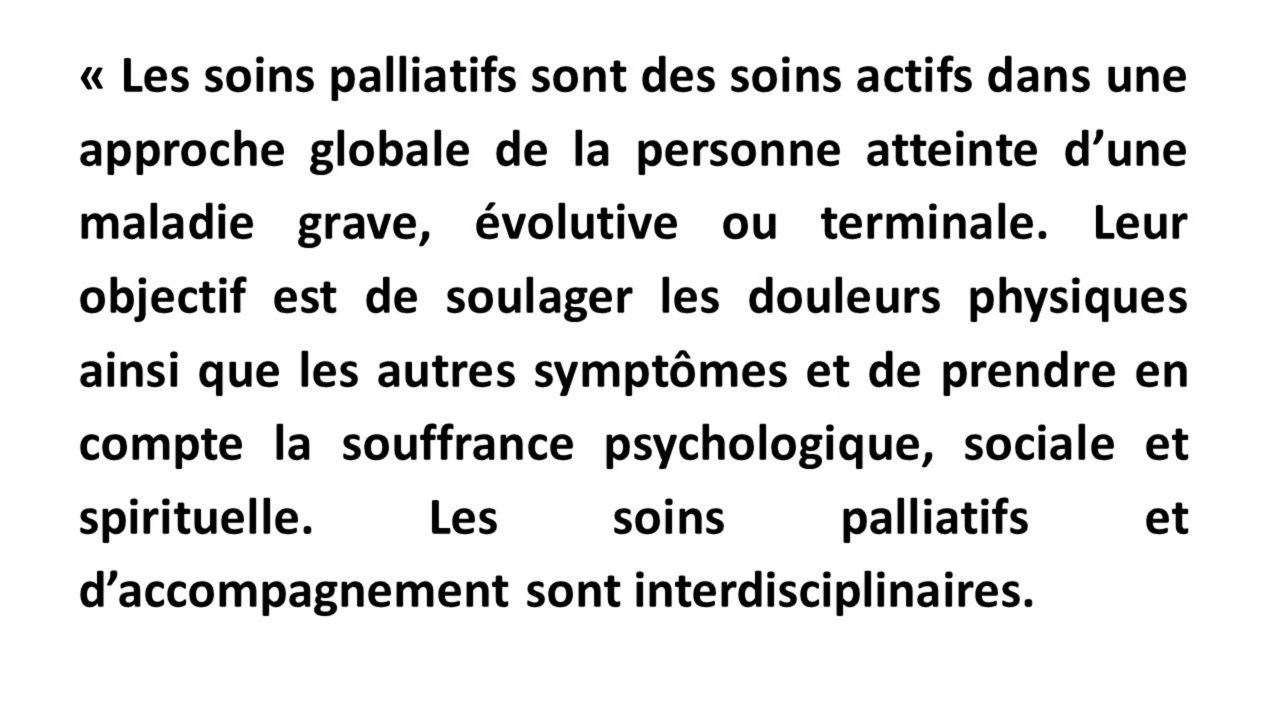 « Les soins palliatifs sont des soins actifs dans une
approche globale de la personne atteinte d’une
maladie grave, évolutive ou terminale. Leur
objectif est de soulager les douleurs physiques
ainsi que les autres symptômes et de prendre en
compte la souffrance psychologique, sociale et
spirituelle. Les soins palliatifs et
d’accompagnement sont interdisciplinaires.